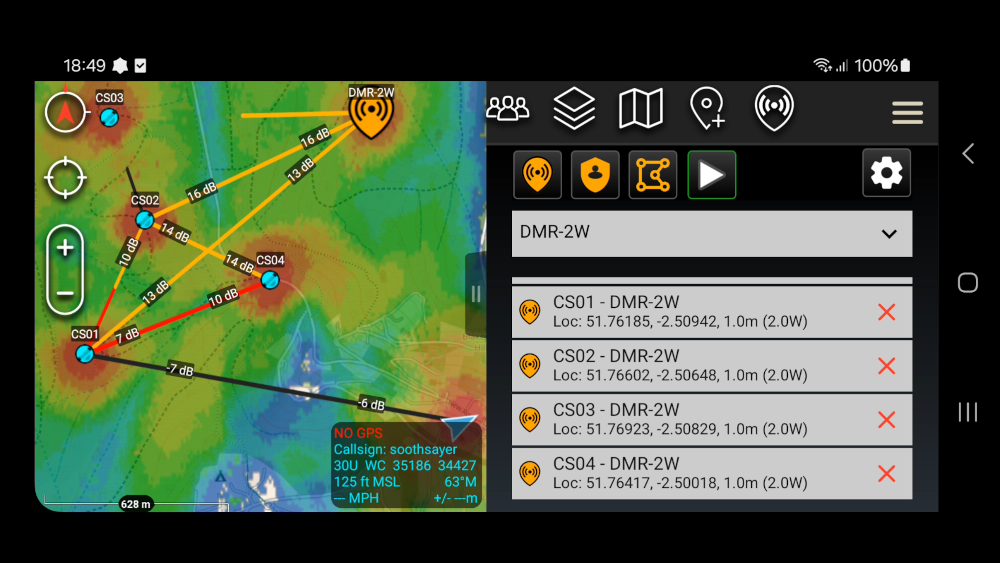 18:49
100%
CS03
DMR-2W
16 dB
13 dB
16 dB
CS02
14 dB
10 dB
14 dB
CS04
13 dB
10 dB
CS01
7 dB
-7 dB
-6 dB
NO GPS
Callsign: soothsayer
30U WC 35186 34427
125 ft MSL 63°M
--- MPH +/- ---m
628 m
DMR-2W
CS01 - DMR-2W
Loc: 51.76185, -2.50942, 1.0m (2.0W)
CS02 - DMR-2W
Loc: 51.76602, -2.50648, 1.0m (2.0W)
CS03 - DMR-2W
Loc: 51.76923, -2.50829, 1.0m (2.0W)
CS04 - DMR-2W
Loc: 51.76417, -2.50018, 1.0m (2.0W)